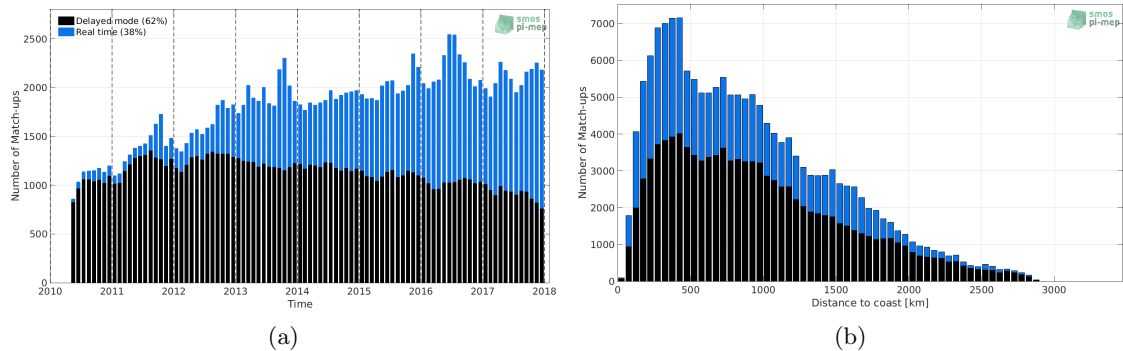 Delayed mode (62%)
Real time (38%)
smos
pi-mep
2500
2000
1500
1000
500
0
Number of Match-ups
2010 2011 2012 2013 2014 2015 2016 2017 2018
Time
(a)
smos
pi-mep
7000
6000
5000
4000
3000
2000
1000
0
Number of Match-ups
0 500 1000 1500 2000 2500 3000
Distance to coast [km]
(b)